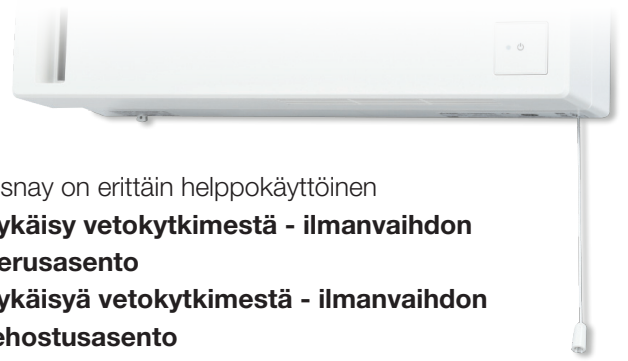 snay on erittäin helppokäyttöinen
ykäisy vetokytkimestä - ilmanvaihdon
erusasento
ykäisyä vetokytkimestä - ilmanvaihdon
ehostusasento